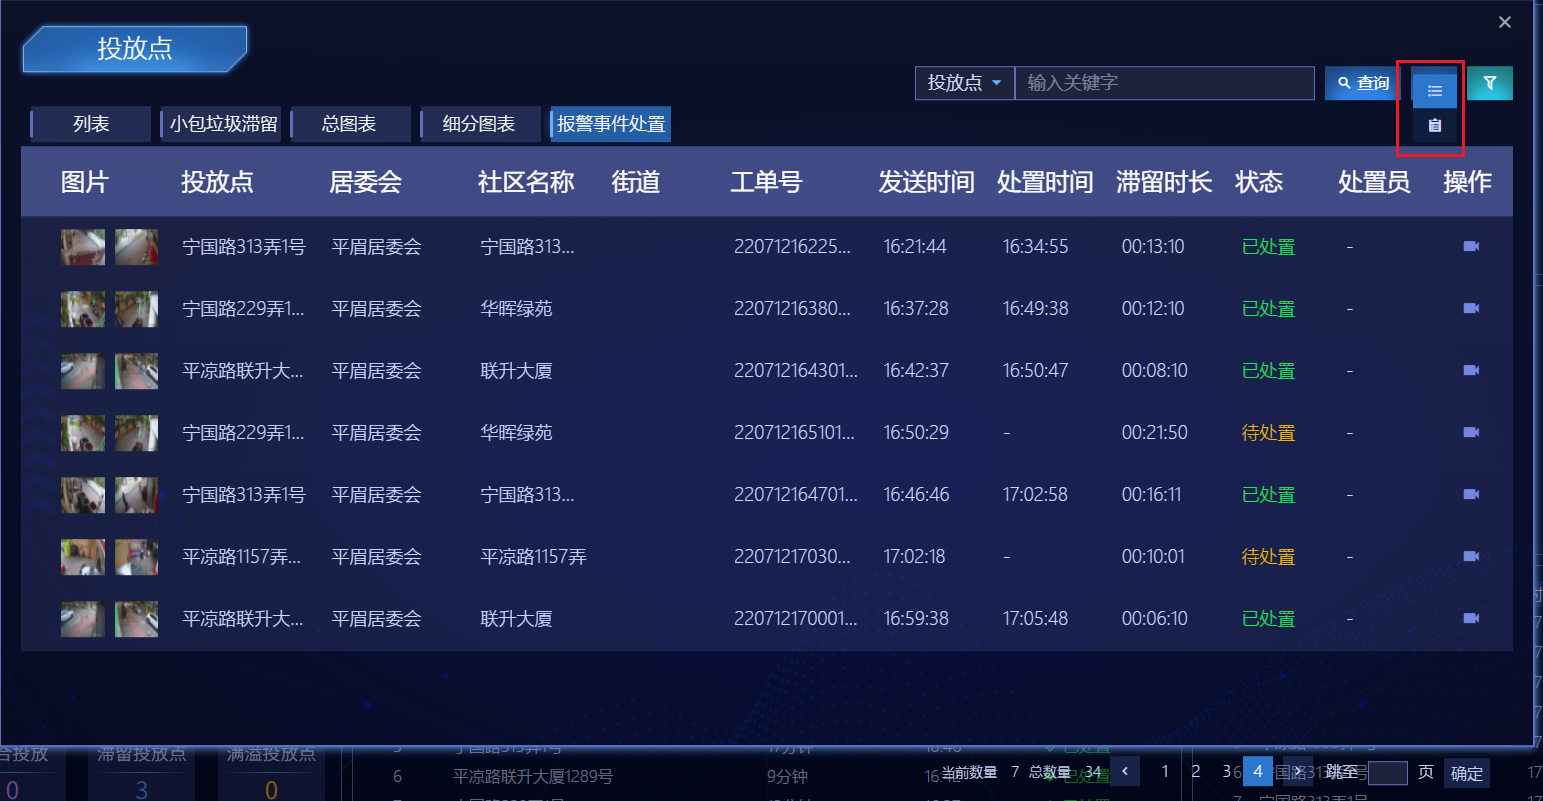 投放点
投放点 输入关键字 查询
列表 小包垃圾滞留 总图表 细分图表 报警事件处置
图片 投放点 居委会 社区名称 街道 工单号 发送时间 处置时间 滞留时长 状态 处置员 操作
宁国路313弄1号 平眉居委会 宁国路313... 22071216225... 16:21:44 16:34:55 00:13:10 已处置 -
宁国路229弄1... 平眉居委会 华晖绿苑 22071216380... 16:37:28 16:49:38 00:12:10 已处置 -
平凉路联升大... 平眉居委会 联升大厦 220712164301... 16:42:37 16:50:47 00:08:10 已处置 -
宁国路229弄1... 平眉居委会 华晖绿苑 220712165101... 16:50:29 - 00:21:50 待处置 -
宁国路313弄1号 平眉居委会 宁国路313... 220712164701... 16:46:46 17:02:58 00:16:11 已处置 -
平凉路1157弄... 平眉居委会 平凉路1157弄 22071217030... 17:02:18 - 00:10:01 待处置 -
平凉路联升大... 平眉居委会 联升大厦 220712170001... 16:59:38 17:05:48 00:06:10 已处置 -
合投放 滞留投放点 满溢投放点
0 3 0
6 平凉路联升大厦1289号 9分钟 已处置
当前数量 7 总数量 34 1 2 3 4 跳至 页 确定